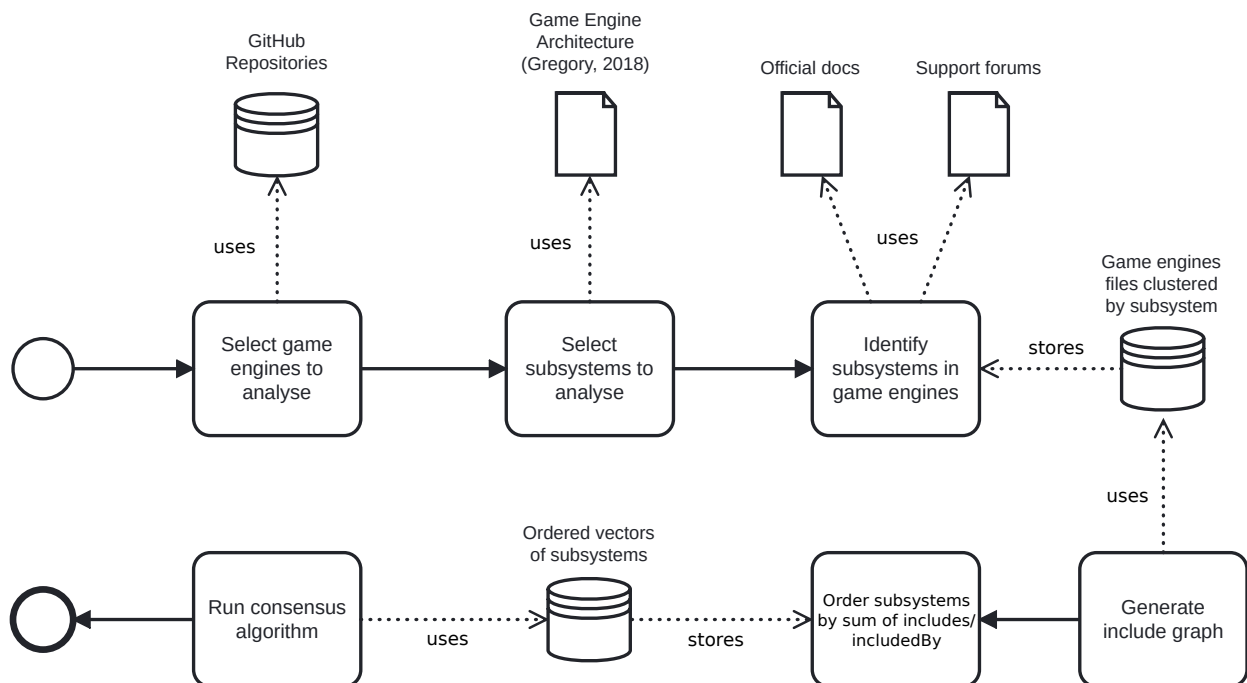 GitHub
Repositories
Game Engine
Architecture
(Gregory, 2018)
Official docs
Support forums
uses
uses
uses
Game engines
files clustered
by subsystem
Select game
engines to
analyse
Select
subsystems to
analyse
Identify
subsystems in
game engines
stores
uses
Ordered vectors
of subsystems
Run consensus
algorithm
uses
stores
Order subsystems
by sum of includes/
includedBy
Generate
include graph